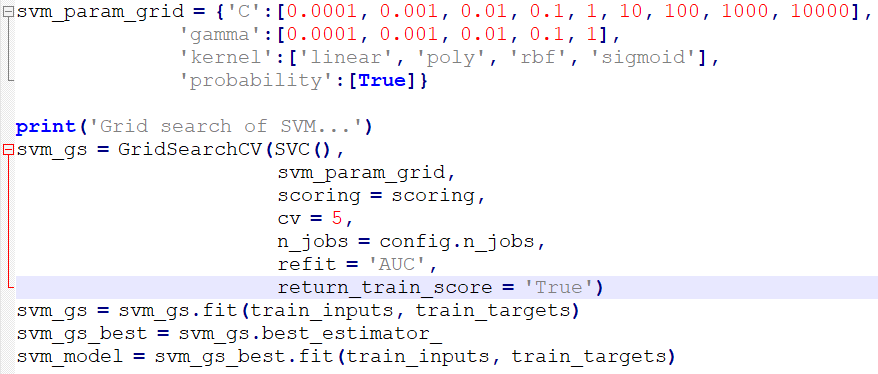 svm_param_grid = {'C':[0.0001, 0.001, 0.01, 0.1, 1, 10, 100, 1000, 10000],
'gamma':[0.0001, 0.001, 0.01, 0.1, 1],
'kernel':['linear', 'poly', 'rbf', 'sigmoid'],
'probability':[True]}
print('Grid search of SVM...')
svm_gs = GridSearchCV(SVC(),
svm_param_grid,
scoring = scoring,
cv = 5,
n_jobs = config.n_jobs,
refit = 'AUC',
return_train_score = 'True')
svm_gs = svm_gs.fit(train_inputs, train_targets)
svm_gs_best = svm_gs.best_estimator_
svm_model = svm_gs_best.fit(train_inputs, train_targets)